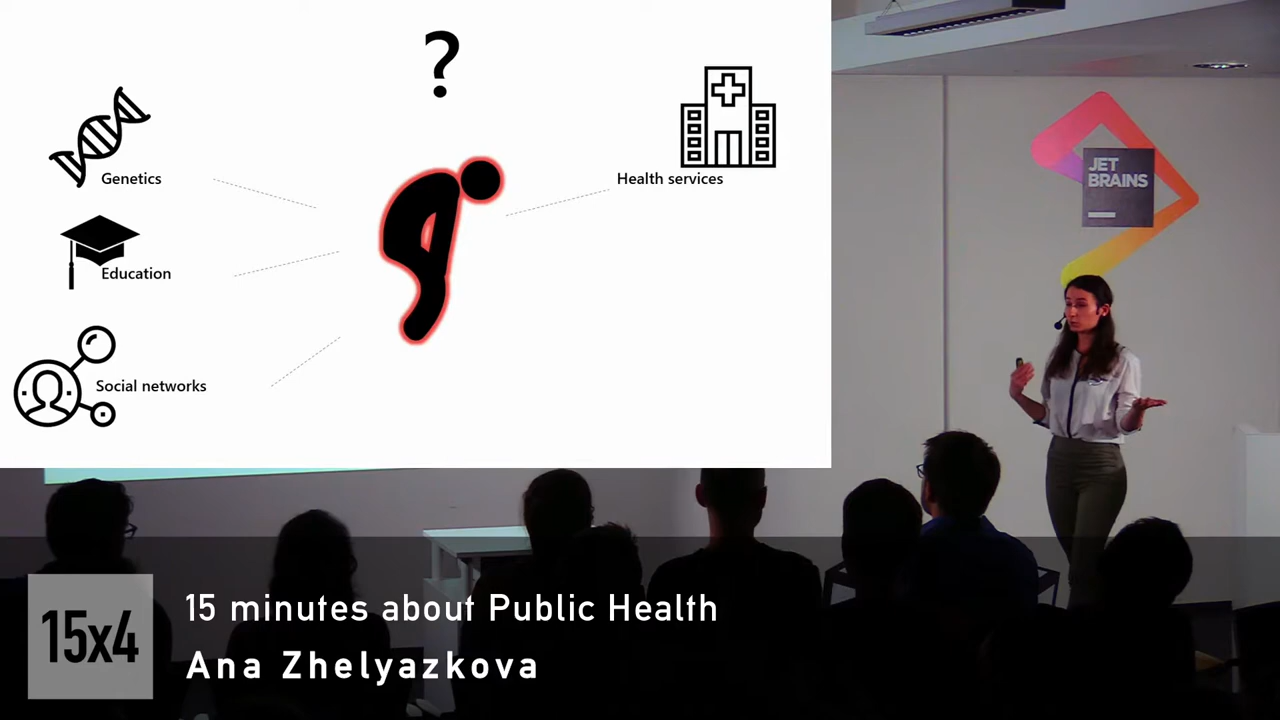 ?
Genetics
Health services
Education
Social networks
JET
BRAINS
15x4
15 minutes about Public Health
Ana Zhelyazkova